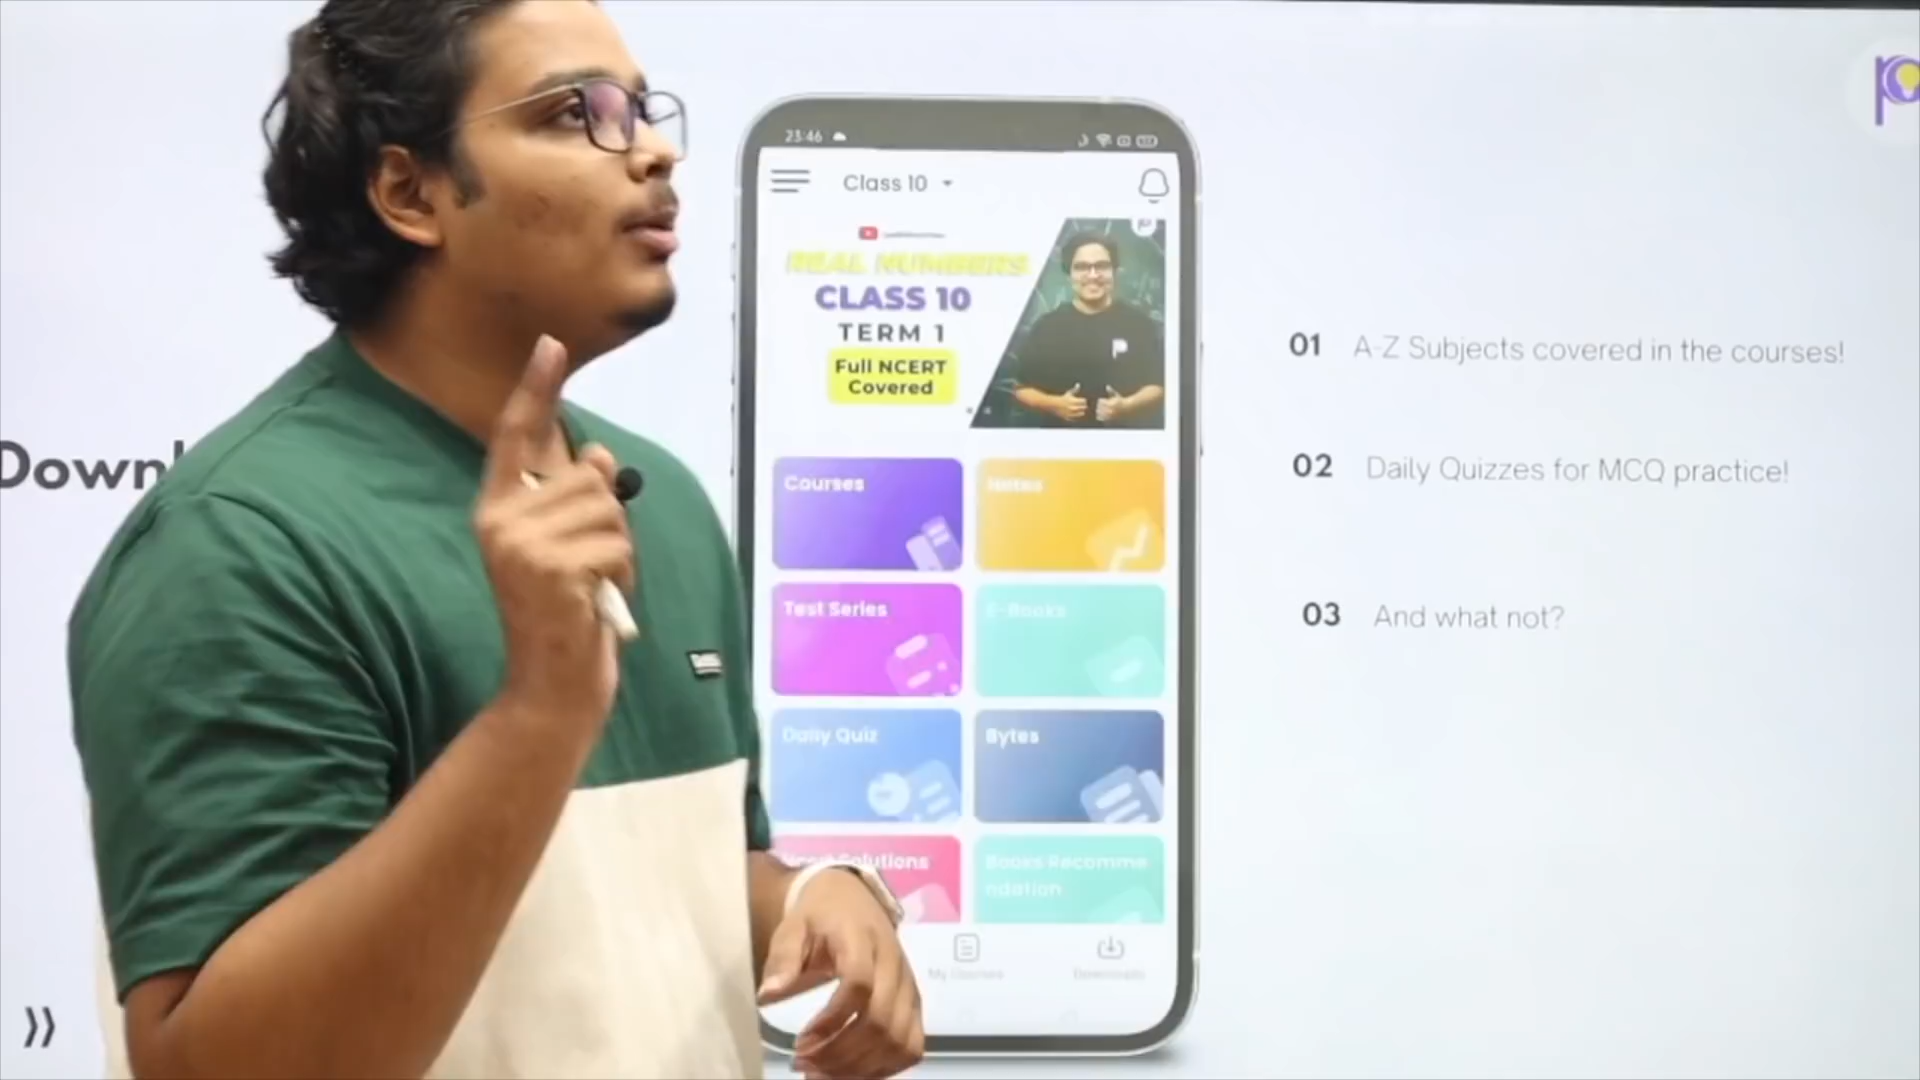 23:46
Class 10
REAL NUMBERS
CLASS 10
TERM 1
Full NCERT
Covered
Courses
Notes
Test Series
E-Books
Daily Quiz
Bytes
Ncert Solutions
Books Recomme
ndation
My Courses
Downloads
Down
01 A-Z Subjects covered in the courses!
02 Daily Quizzes for MCQ practice!
03 And what not?